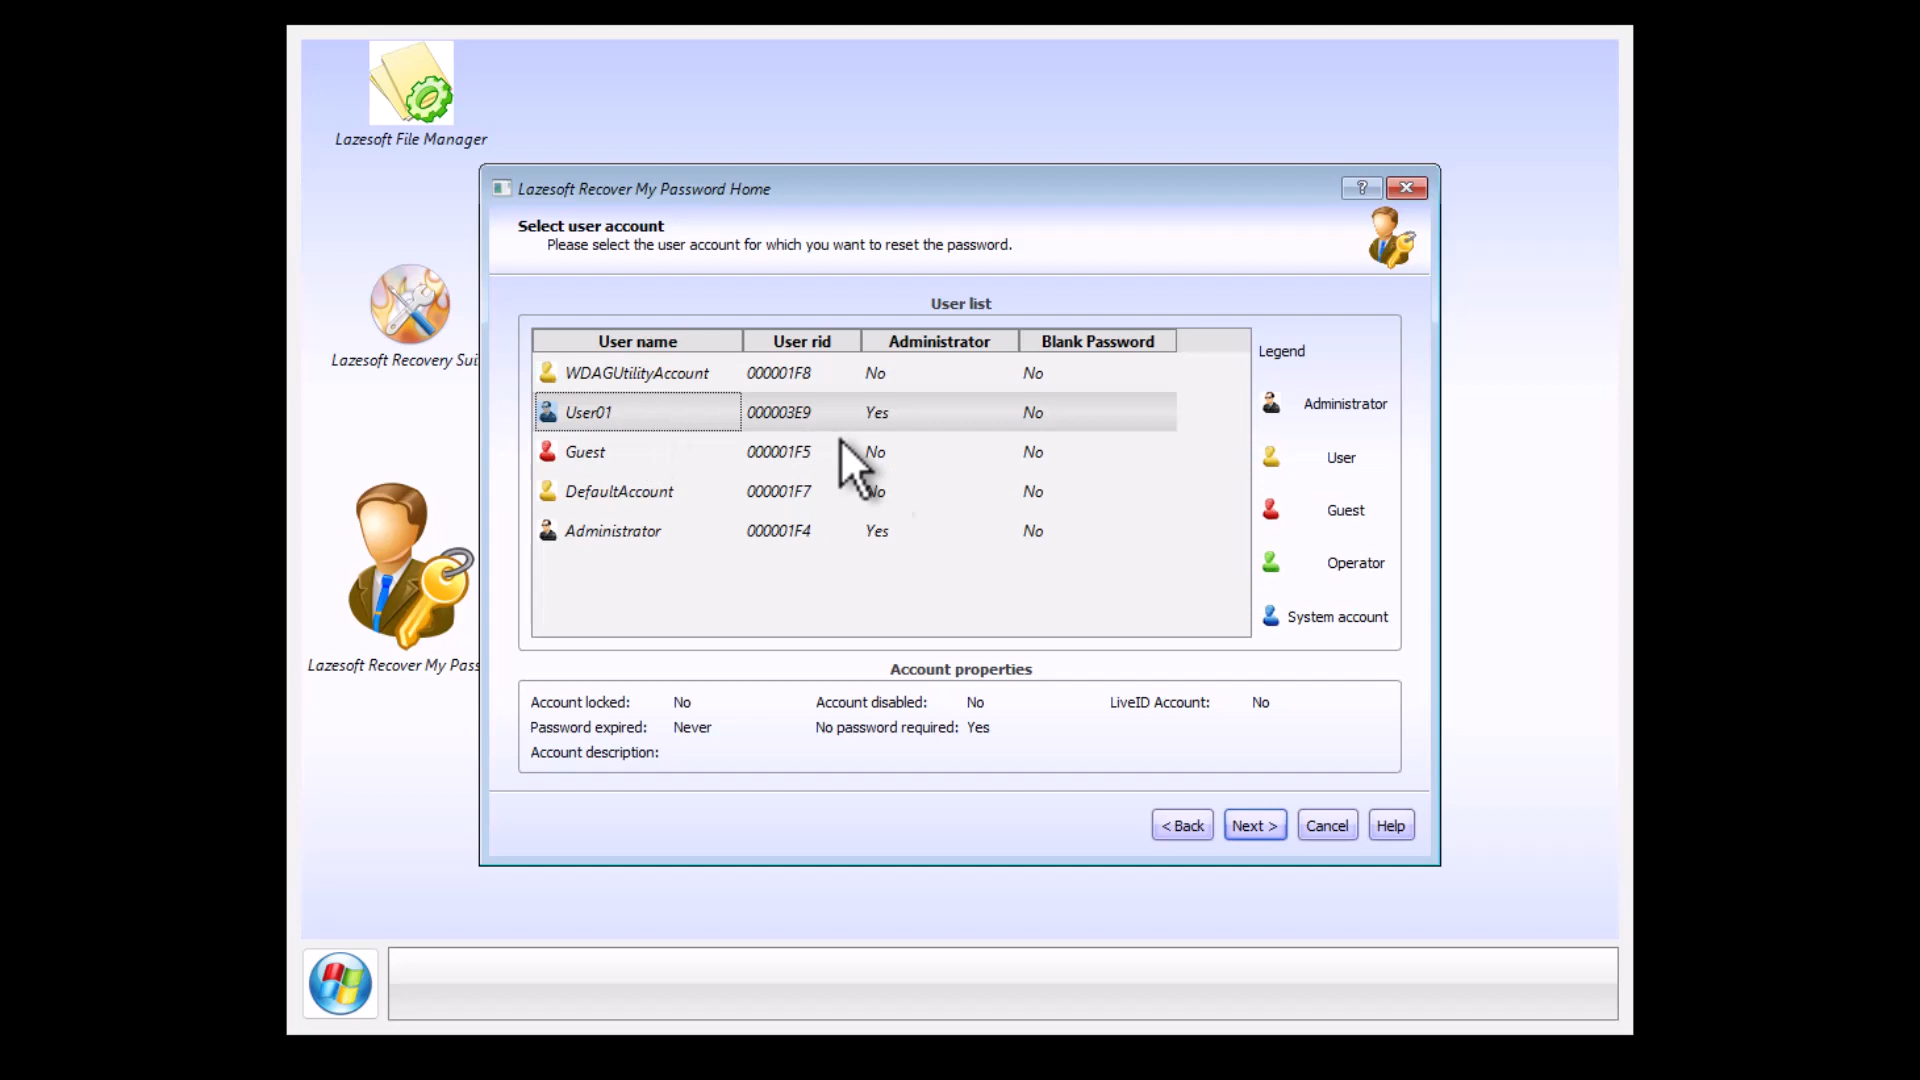 Lazesoft File Manager
Lazesoft Recovery Sui
Lazesoft Recover My Pass
Lazesoft Recover My Password Home
?
Select user account
Please select the user account for which you want to reset the password.
User list
User name User rid Administrator Blank Password
WDAGUtilityAccount 000001F8 No No
User01 000003E9 Yes No
Guest 000001F5 No No
DefaultAccount 000001F7 No No
Administrator 000001F4 Yes No
Legend
Administrator
User
Guest
Operator
System account
Account properties
Account locked: No Account disabled: No LiveID Account: No
Password expired: Never No password required: Yes
Account description:
< Back Next > Cancel Help